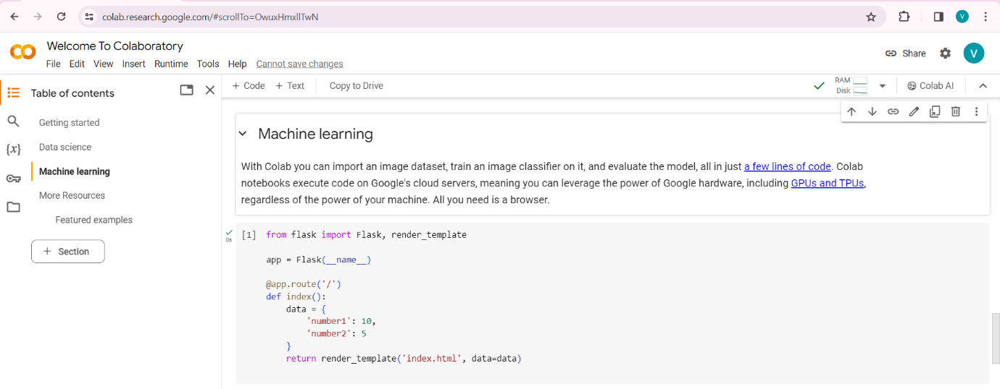 colab.research.google.com/#scrollTo=OwuxHmxllTwN
V
Welcome To Colaboratory
File Edit View Insert Runtime Tools Help Cannot save changes
Share
V
Table of contents
Getting started
Data science
Machine learning
More Resources
Featured examples
+ Section
{x}
+ Code + Text Copy to Drive
RAM
Disk
Colab AI
Machine learning
With Colab you can import an image dataset, train an image classifier on it, and evaluate the model, all in just a few lines of code. Colab
notebooks execute code on Google's cloud servers, meaning you can leverage the power of Google hardware, including GPUs and TPUs,
regardless of the power of your machine. All you need is a browser.
0s
[1] from flask import Flask, render_template
app = Flask(__name__)
@app.route('/')
def index():
    data = {
        'number1': 10,
        'number2': 5
    }
    return render_template('index.html', data=data)